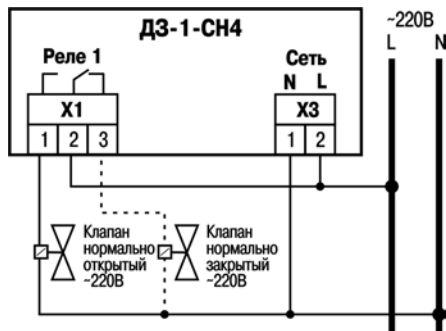 ДЗ-1-СН4
~220В
L N
Реле 1
Сеть
N L
X1
X3
1 2 3
1 2
Клапан
нормально
открытый
~220В
Клапан
нормально
закрытый
~220В